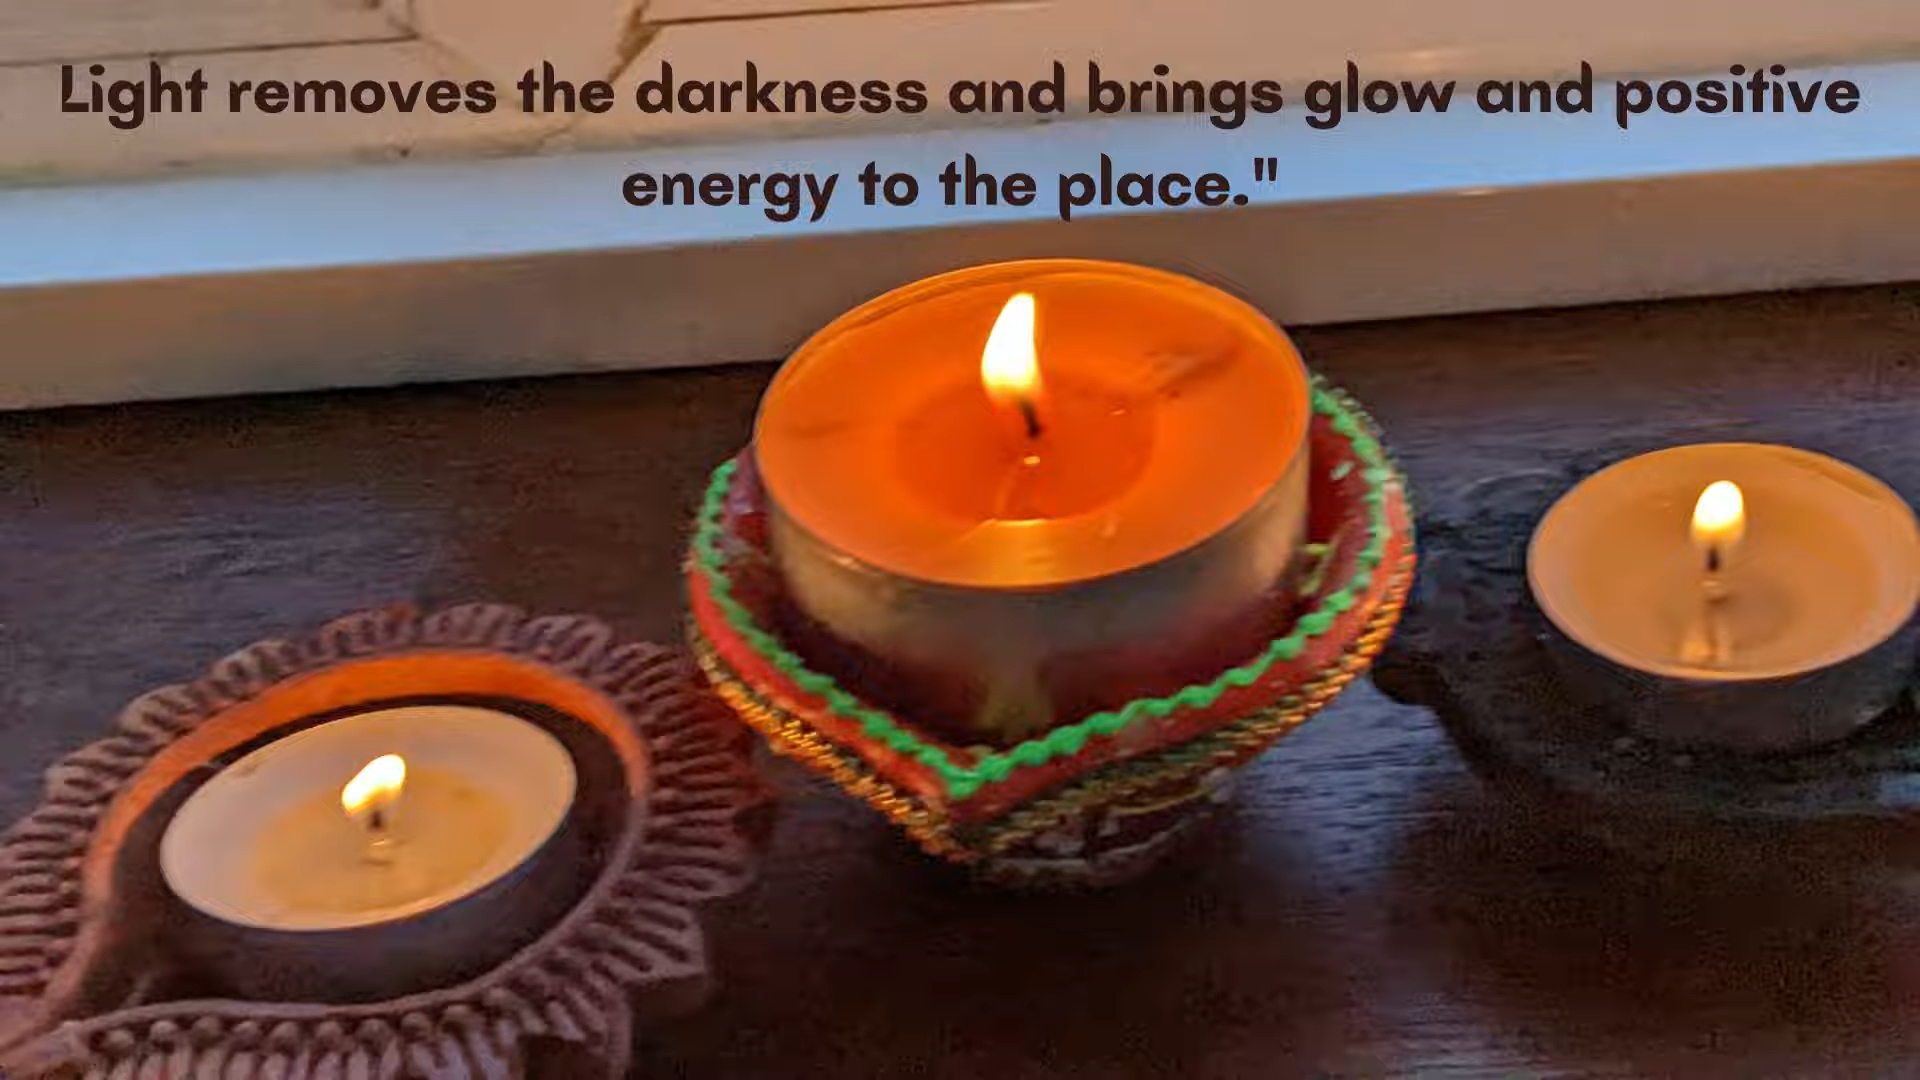 Light removes the darkness and brings glow and positive
energy to the place."